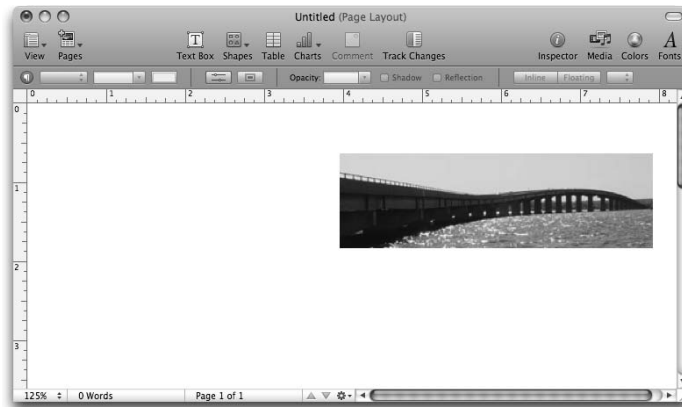 Untitled (Page Layout)
View Pages Text Box Shapes Table Charts Comment Track Changes Inspector Media Colors Fonts
Opacity: Shadow Reflection Inline Floating
0 1 2 3 4 5 6 7 8
0
1
2
3
125% 0 Words Page 1 of 1